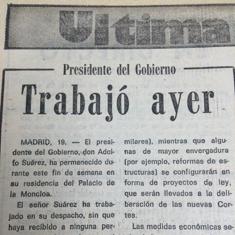 Ultima
Presidente del Gobierno
Trabajó ayer
MADRID, 19. — El presi-
dente del Gobierno, don Adol-
fo Suárez, ha permanecido du-
rante este fin de semana en
su residencia del Palacio de
la Moncloa.
El señor Suárez ha traba-
jado en su despacho, sin que
haya recibido a ninguna per-
milares), mientras que algu-
nas de mayor envergadura
(por ejemplo, reformas de es-
tructuras) se configurarán en
forma de proyectos de ley,
que serán llevados a la deli-
beración de las nuevas Cor-
tes.
Las medidas económicas se-